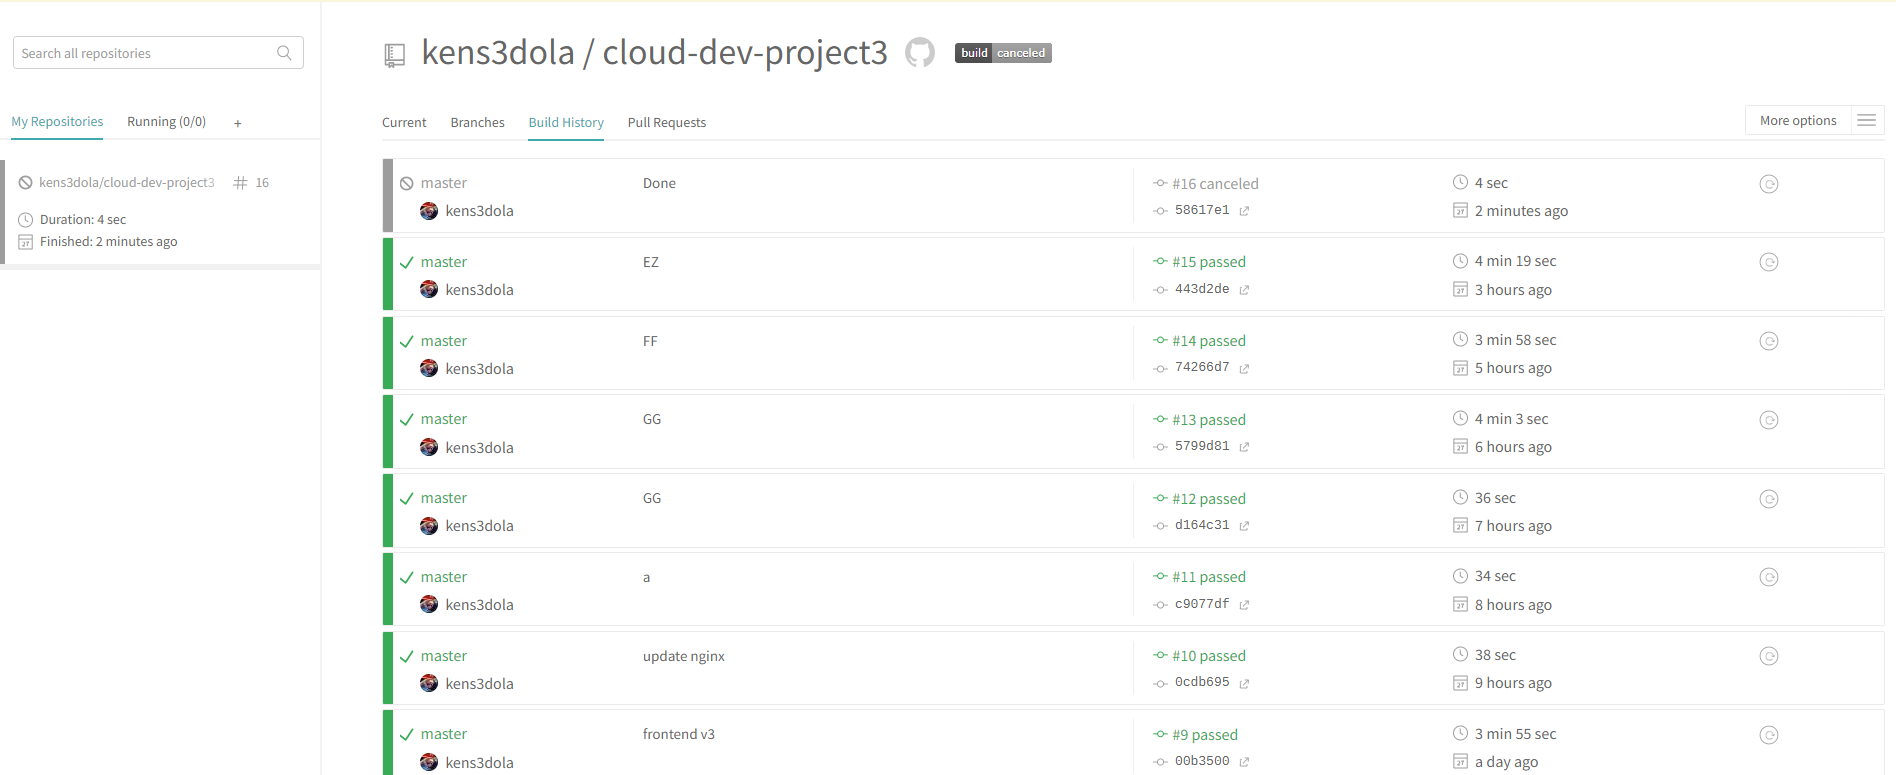 Search all repositories
My Repositories Running (0/0) +
kens3dola/cloud-dev-project3 # 16
Duration: 4 sec
Finished: 2 minutes ago
kens3dola / cloud-dev-project3 build canceled
Current Branches Build History Pull Requests More options
master Done #16 canceled 4 sec
kens3dola 58617e1 2 minutes ago
master EZ #15 passed 4 min 19 sec
kens3dola 443d2de 3 hours ago
master FF #14 passed 3 min 58 sec
kens3dola 74266d7 5 hours ago
master GG #13 passed 4 min 3 sec
kens3dola 5799d81 6 hours ago
master GG #12 passed 36 sec
kens3dola d164c31 7 hours ago
master a #11 passed 34 sec
kens3dola c9077df 8 hours ago
master update nginx #10 passed 38 sec
kens3dola 0cdb695 9 hours ago
master frontend v3 #9 passed 3 min 55 sec
kens3dola 00b3500 a day ago